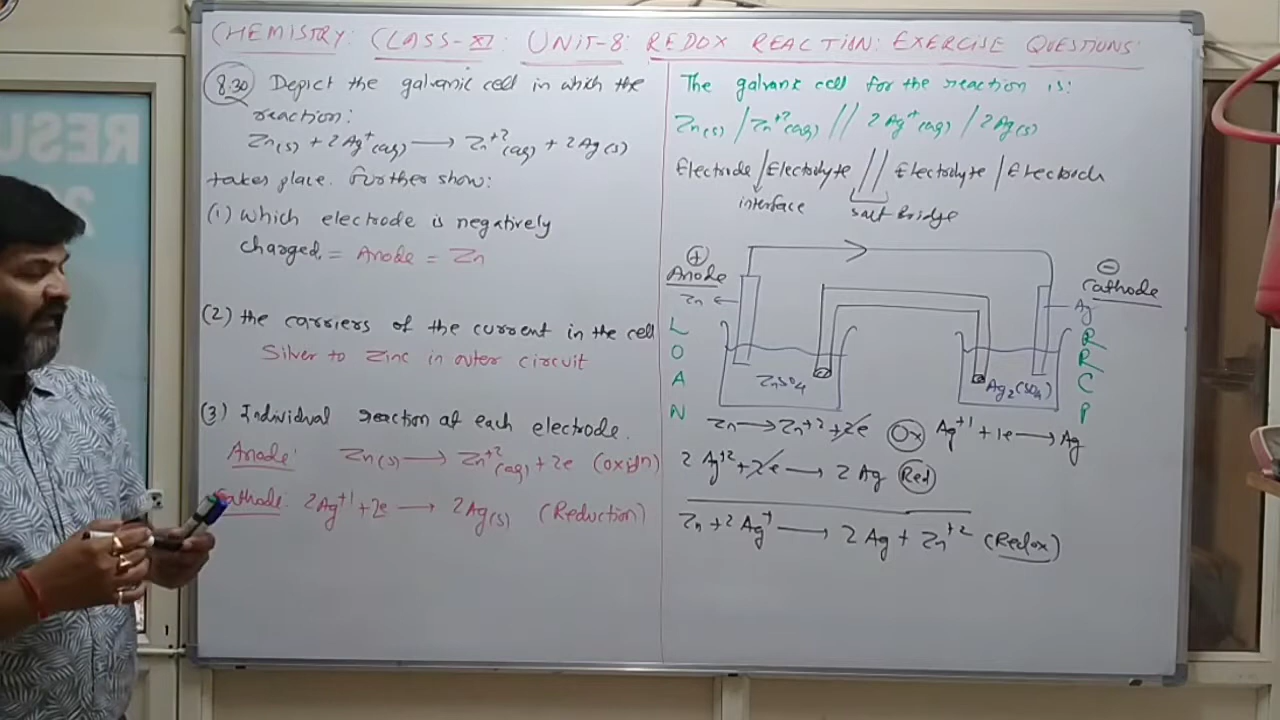 CHEMISTRY: CLASS-XI: UNIT-8: REDOX REACTION: EXERCISE QUESTIONS:
8.30 Depict the galvanic cell in which the
reaction:
Zn(s) + 2Ag⁺(aq) ⟶ Zn⁺²(aq) + 2Ag(s)
takes place. Further show:
(1) Which electrode is negatively
charged. = Anode = Zn
(2) the carriers of the current in the cell
Silver to Zinc in outer circuit
(3) Individual reaction at each electrode.
Anode: Zn(s) ⟶ Zn⁺²(aq) + 2e (oxidn)
Cathode: 2Ag⁺¹ + 2e ⟶ 2Ag(s) (Reduction)
The galvanic cell for the reaction is:
Zn(s) / Zn⁺²(aq) // 2Ag⁺(aq) / 2Ag(s)
Electrode / Electrolyte // Electrolyte / Electrode
interface salt bridge
+ −
Anode Cathode
Zn Ag
L O A N
R R C P
ZnSO₄ Ag₂(SO₄)
Zn ⟶ Zn⁺² + 2e Ox Ag⁺¹ + 1e ⟶ Ag
2Ag⁺² + 2e ⟶ 2Ag Red
Zn + 2Ag⁺ ⟶ 2Ag + Zn⁺² (Redox)
RESU